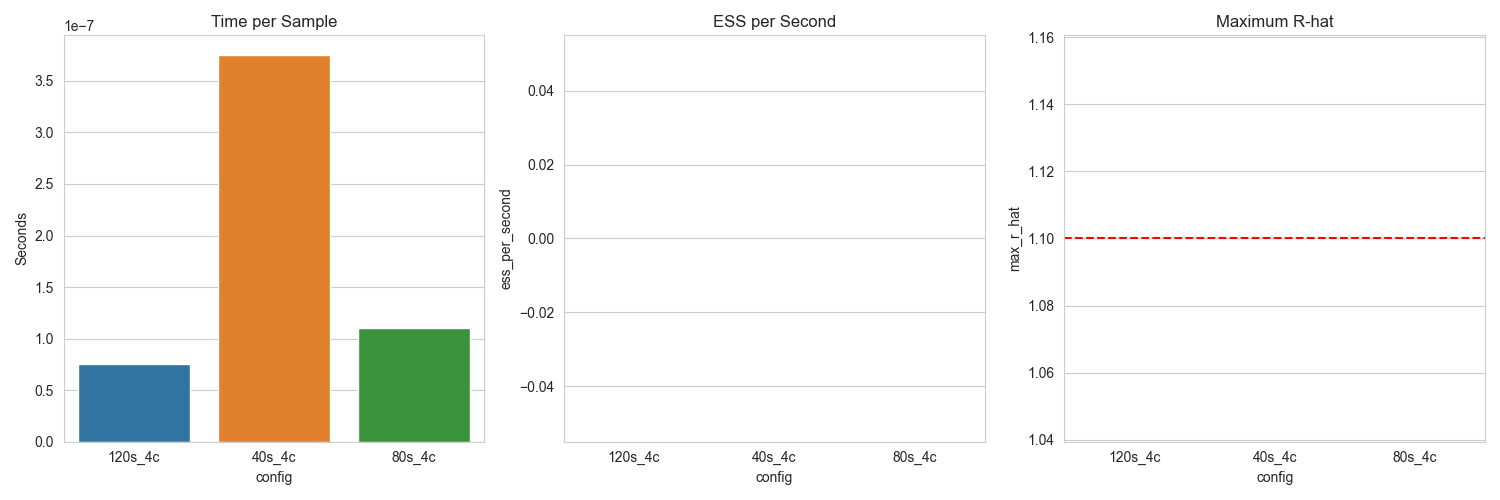 Time per Sample
1e−7
3.5
3.0
2.5
2.0
1.5
1.0
0.5
0.0
Seconds
120s_4c
40s_4c
80s_4c
config
ESS per Second
0.04
0.02
0.00
−0.02
−0.04
ess_per_second
120s_4c
40s_4c
80s_4c
config
Maximum R-hat
1.16
1.14
1.12
1.10
1.08
1.06
1.04
max_r_hat
120s_4c
40s_4c
80s_4c
config